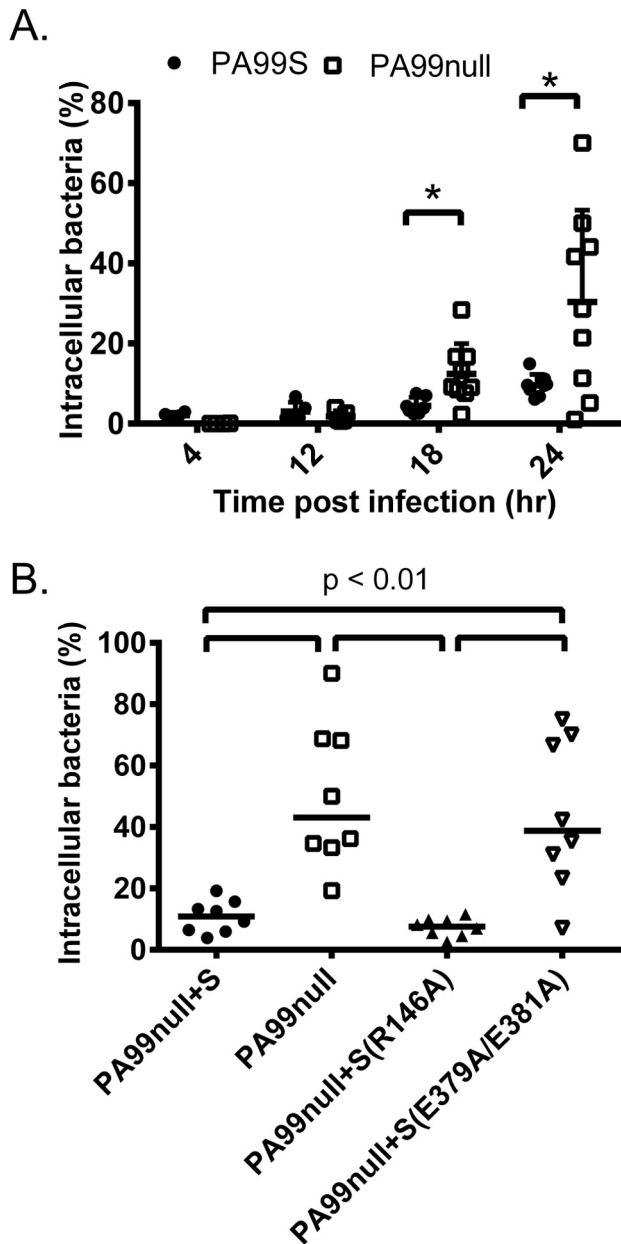 A.
PA99S PA99null
80
60
40
20
0
Intracellular bacteria (%)
*
*
4 12 18 24
Time post infection (hr)
B.
p < 0.01
100
80
60
40
20
0
Intracellular bacteria (%)
PA99null+S
PA99null
PA99null+S(R146A)
PA99null+S(E379A/E381A)